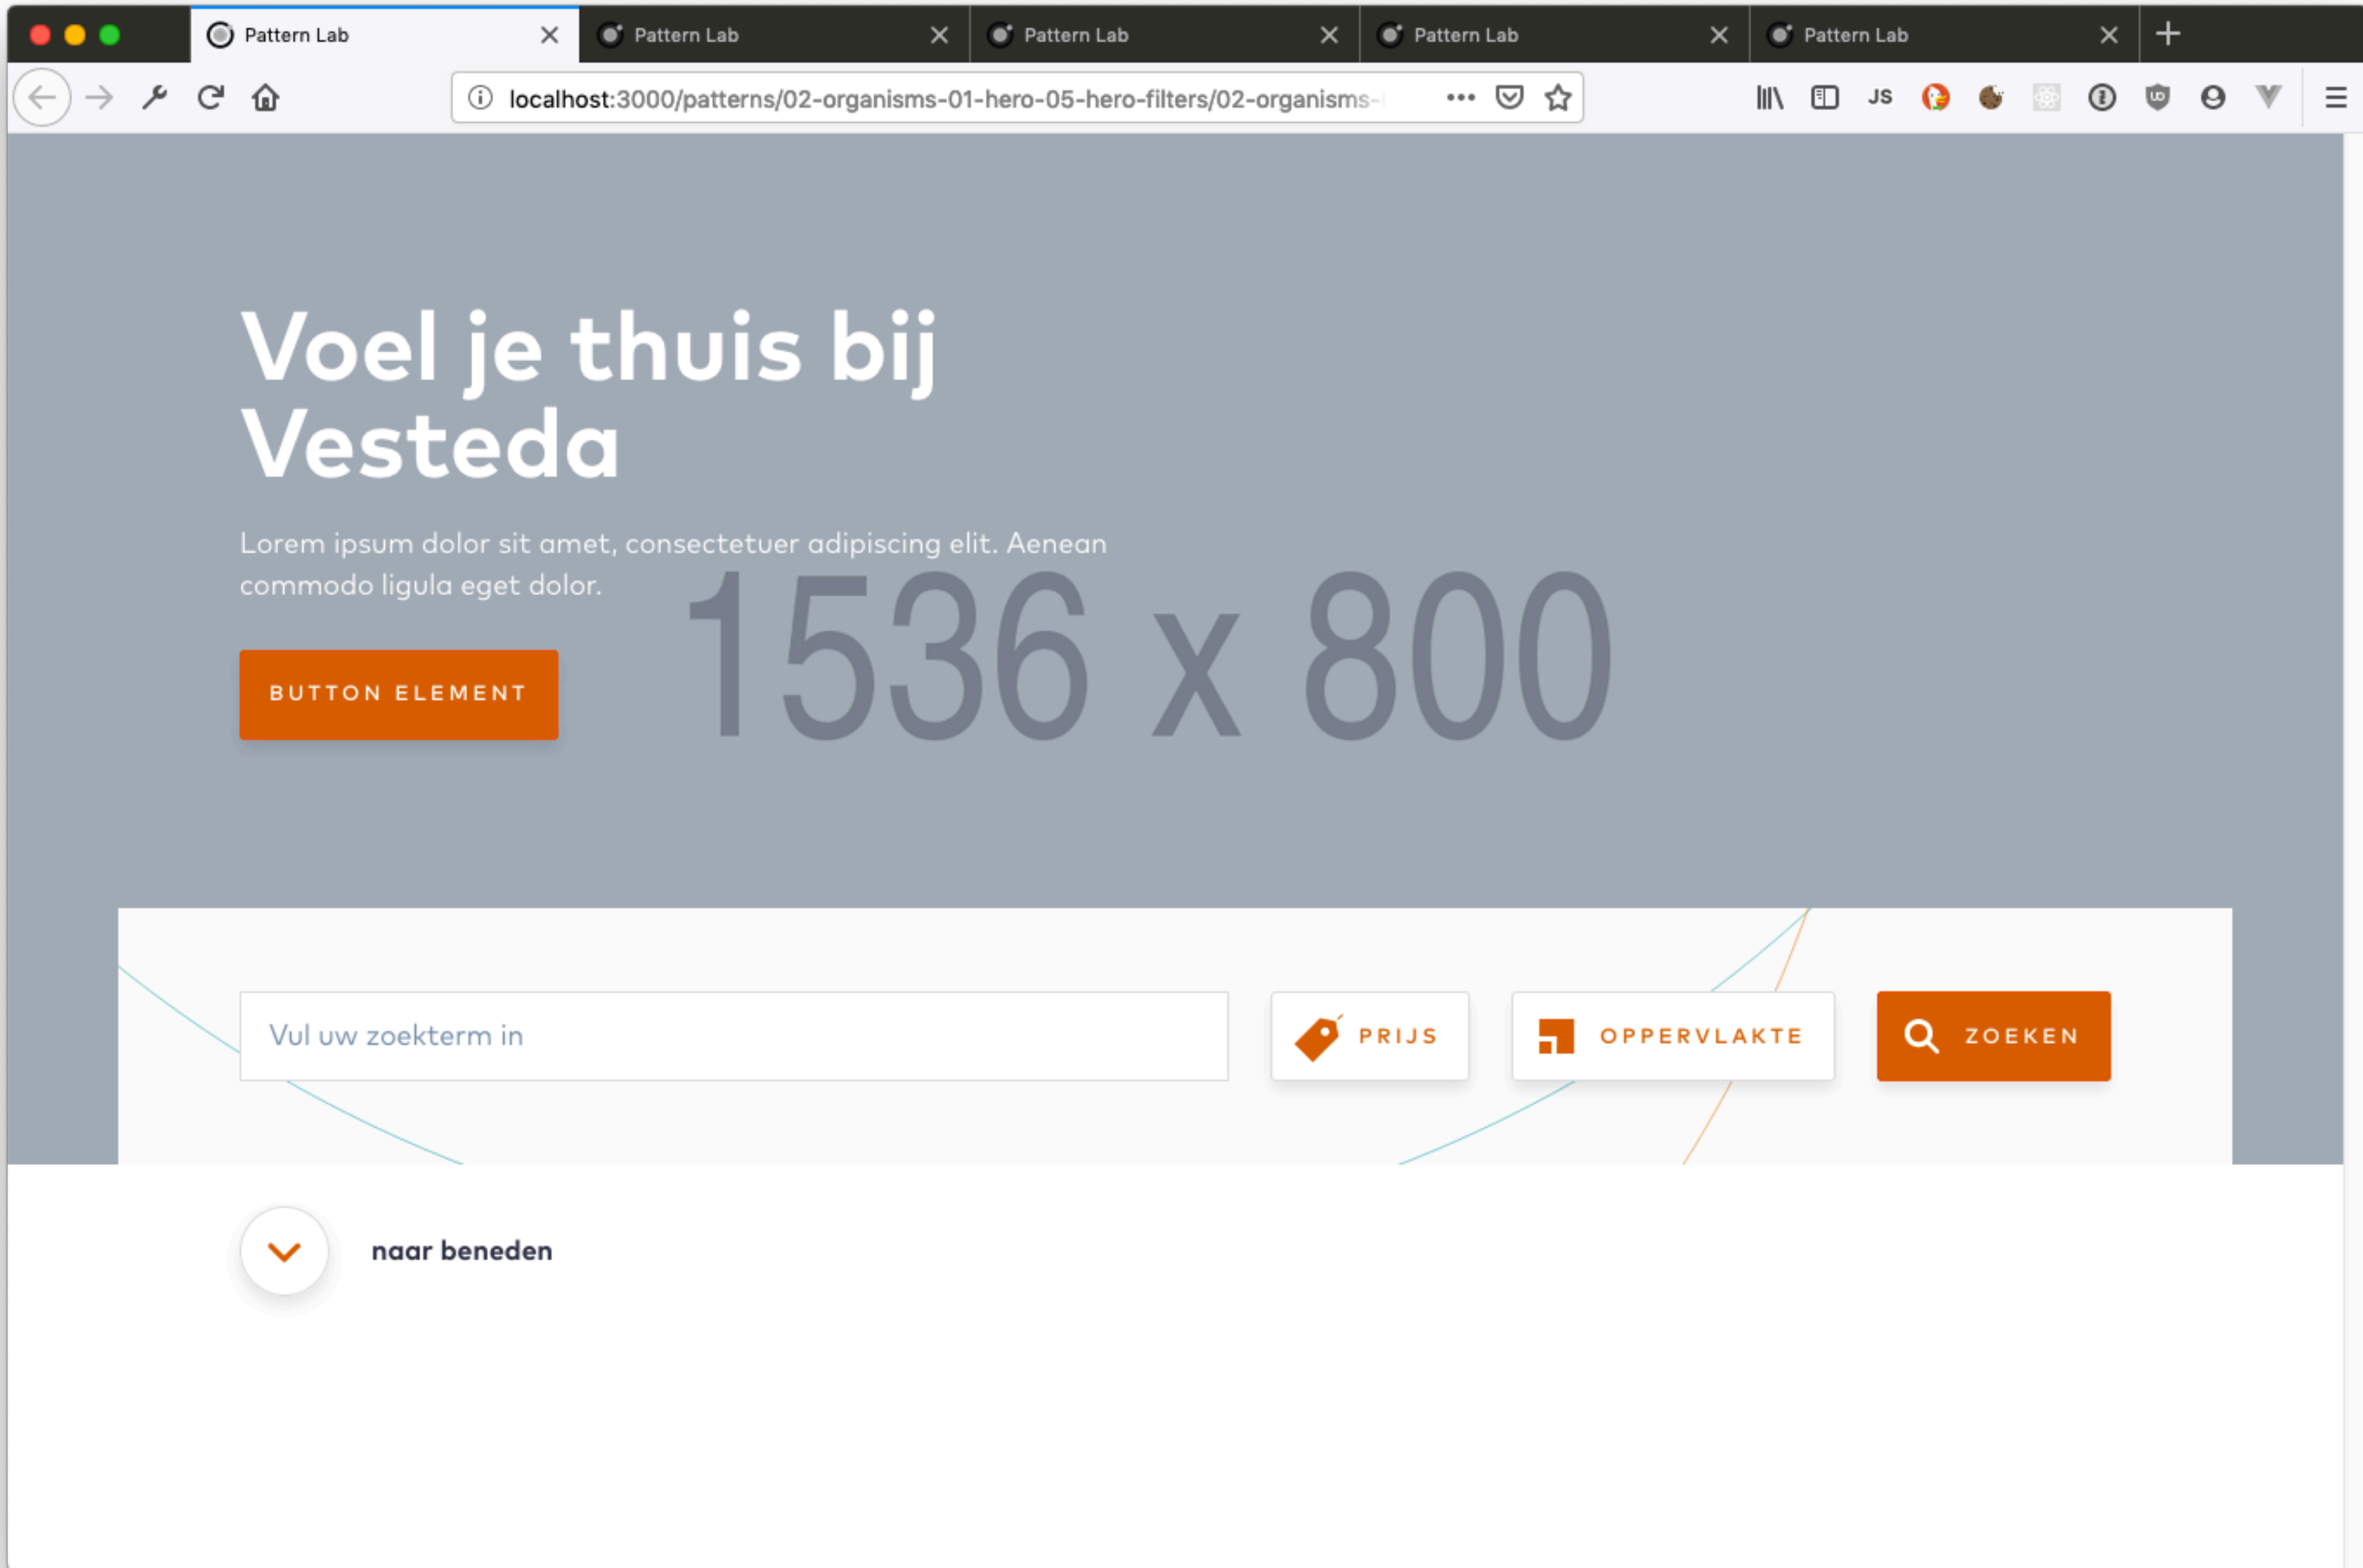 Pattern Lab
Pattern Lab
Pattern Lab
Pattern Lab
Pattern Lab
localhost:3000/patterns/02-organisms-01-hero-05-hero-filters/02-organisms-
JS
Voel je thuis bij
Vesteda
Lorem ipsum dolor sit amet, consectetuer adipiscing elit. Aenean
commodo ligula eget dolor.
1536 x 800
BUTTON ELEMENT
Vul uw zoekterm in
PRIJS
OPPERVLAKTE
ZOEKEN
naar beneden